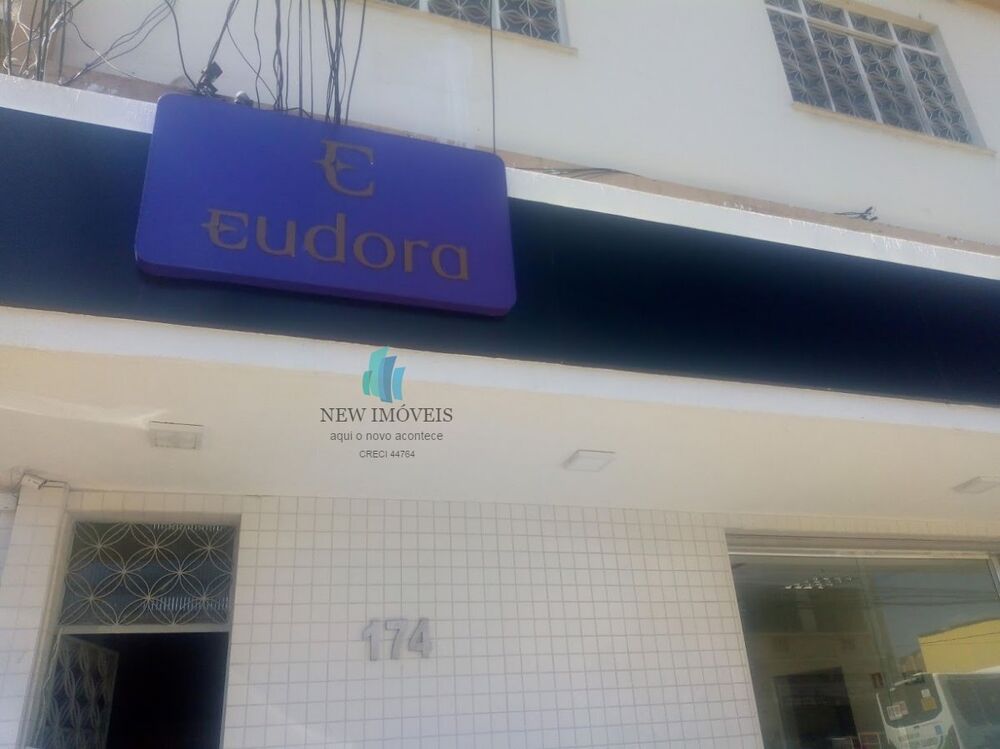 E
Eudora
NEW IMÓVEIS
aqui o novo acontece
CRECI 44764
174